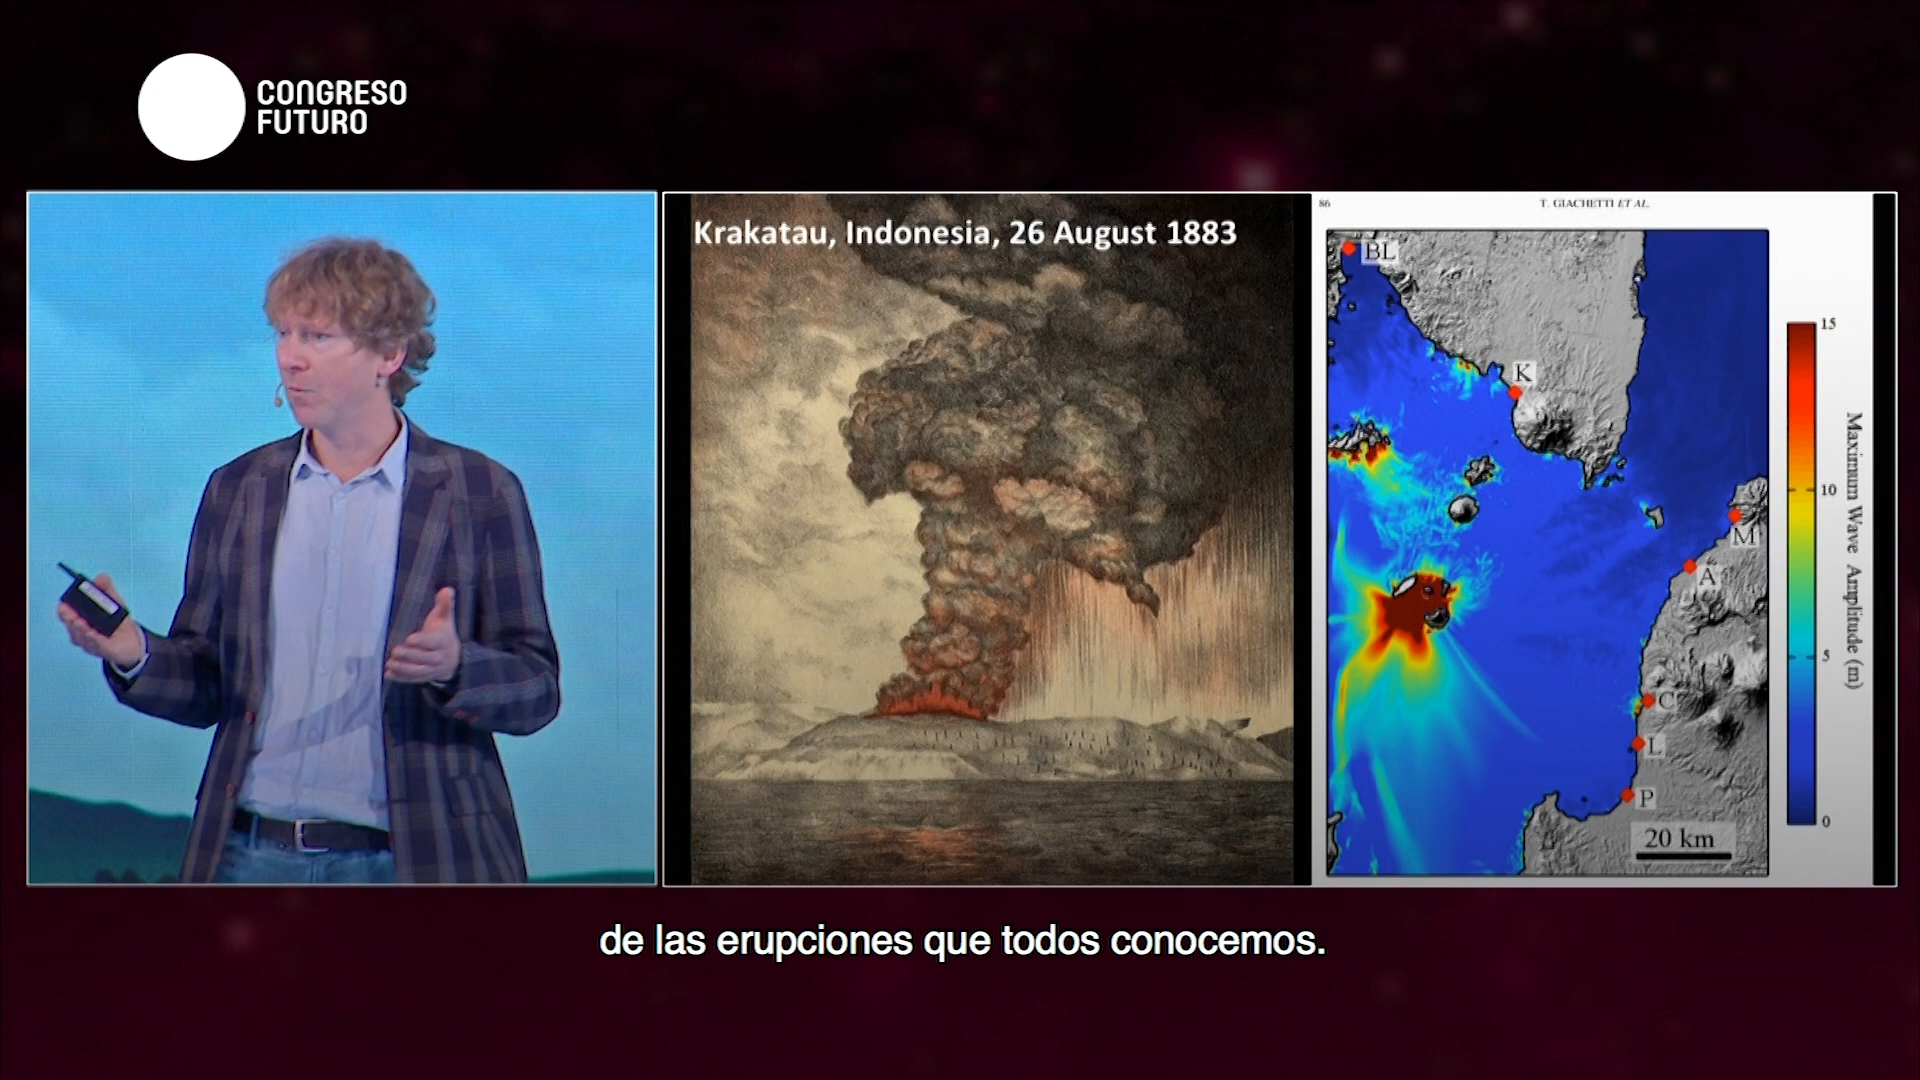 CONGRESO
FUTURO
Krakatau, Indonesia, 26 August 1883
86
T. GIACHETTI ET AL.
BL
K
M
A
C
L
P
20 km
15
10
5
0
Maximum Wave Amplitude (m)
de las erupciones que todos conocemos.